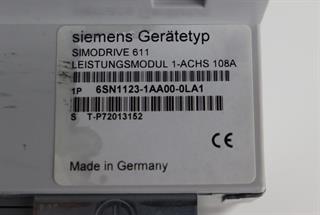 siemens Gerätetyp
SIMODRIVE 611
LEISTUNGSMODUL 1-ACHS 108A
1P 6SN1123-1AA00-0LA1
S T-P72013152
CE
Made in Germany